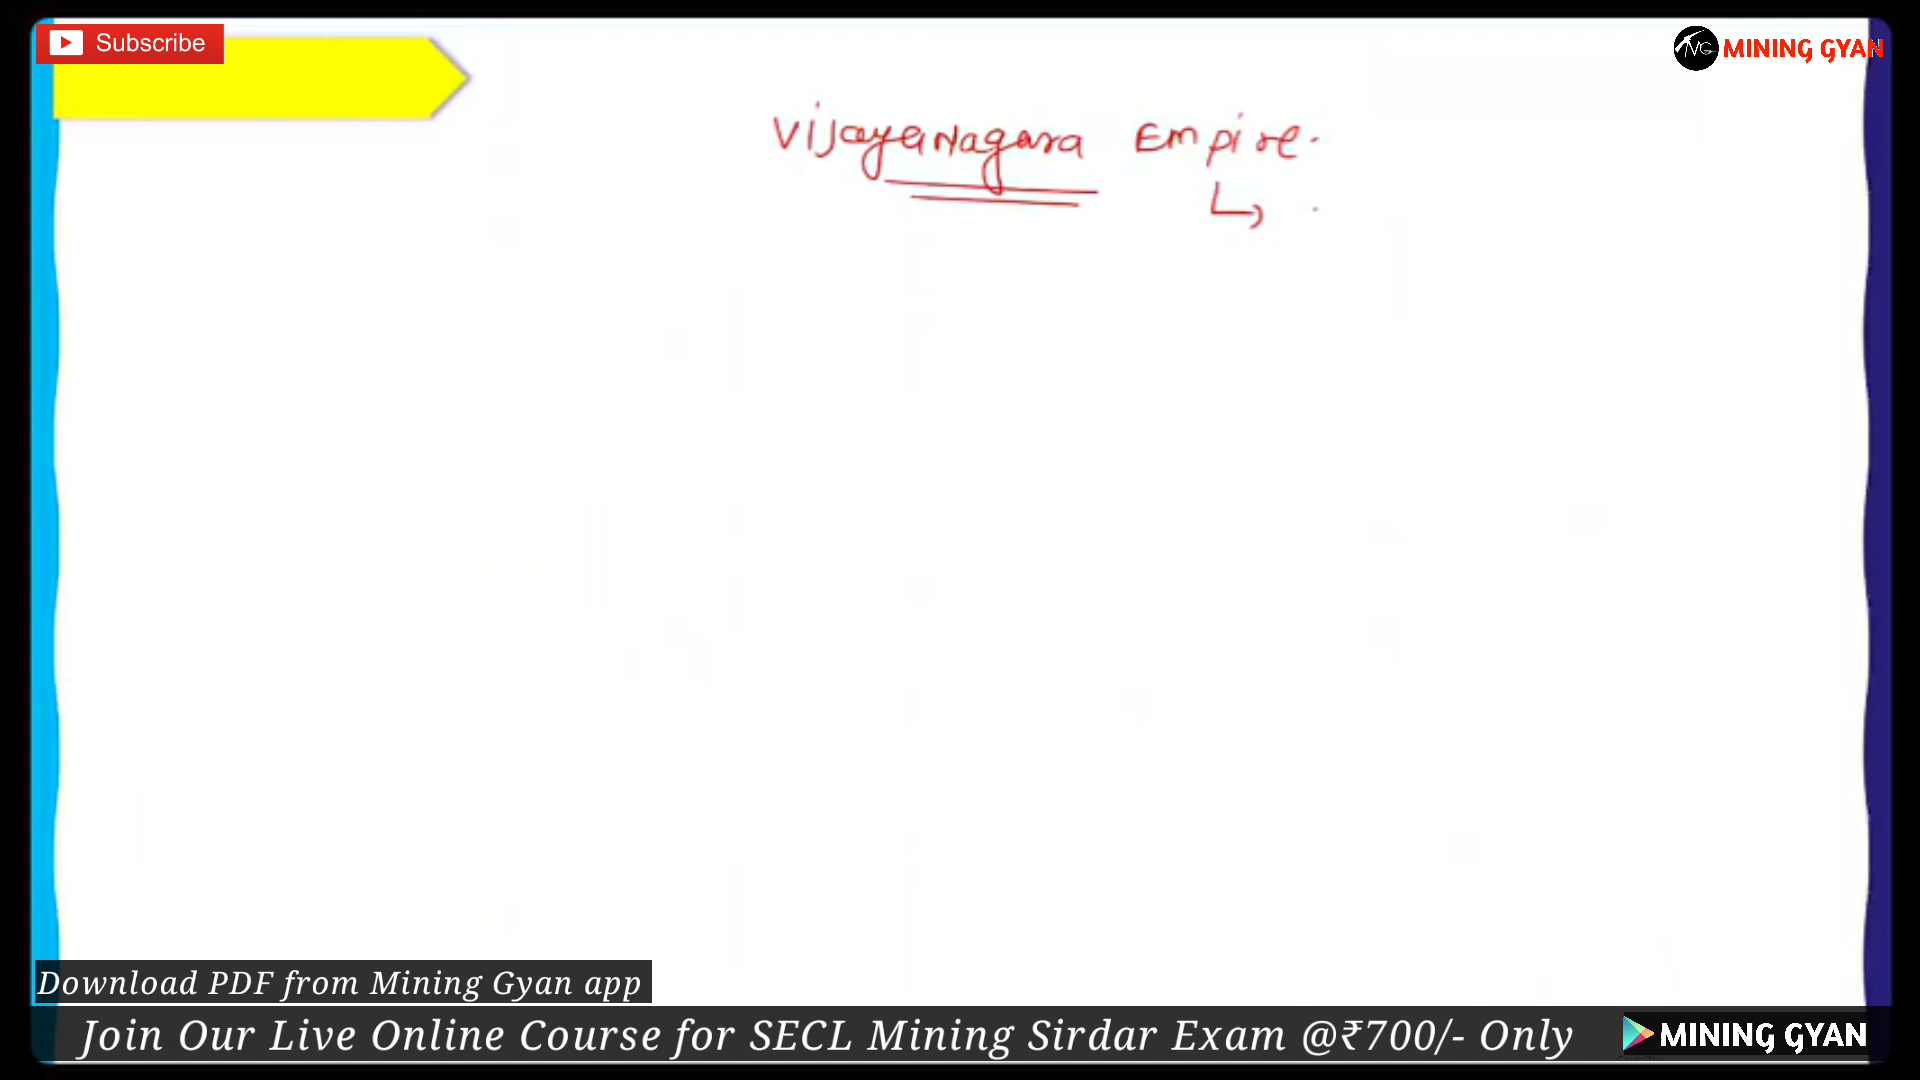 Subscribe
MINING GYAN
Vijayanagara Empire.
Download PDF from Mining Gyan app
Join Our Live Online Course for SECL Mining Sirdar Exam @₹700/- Only
MINING GYAN